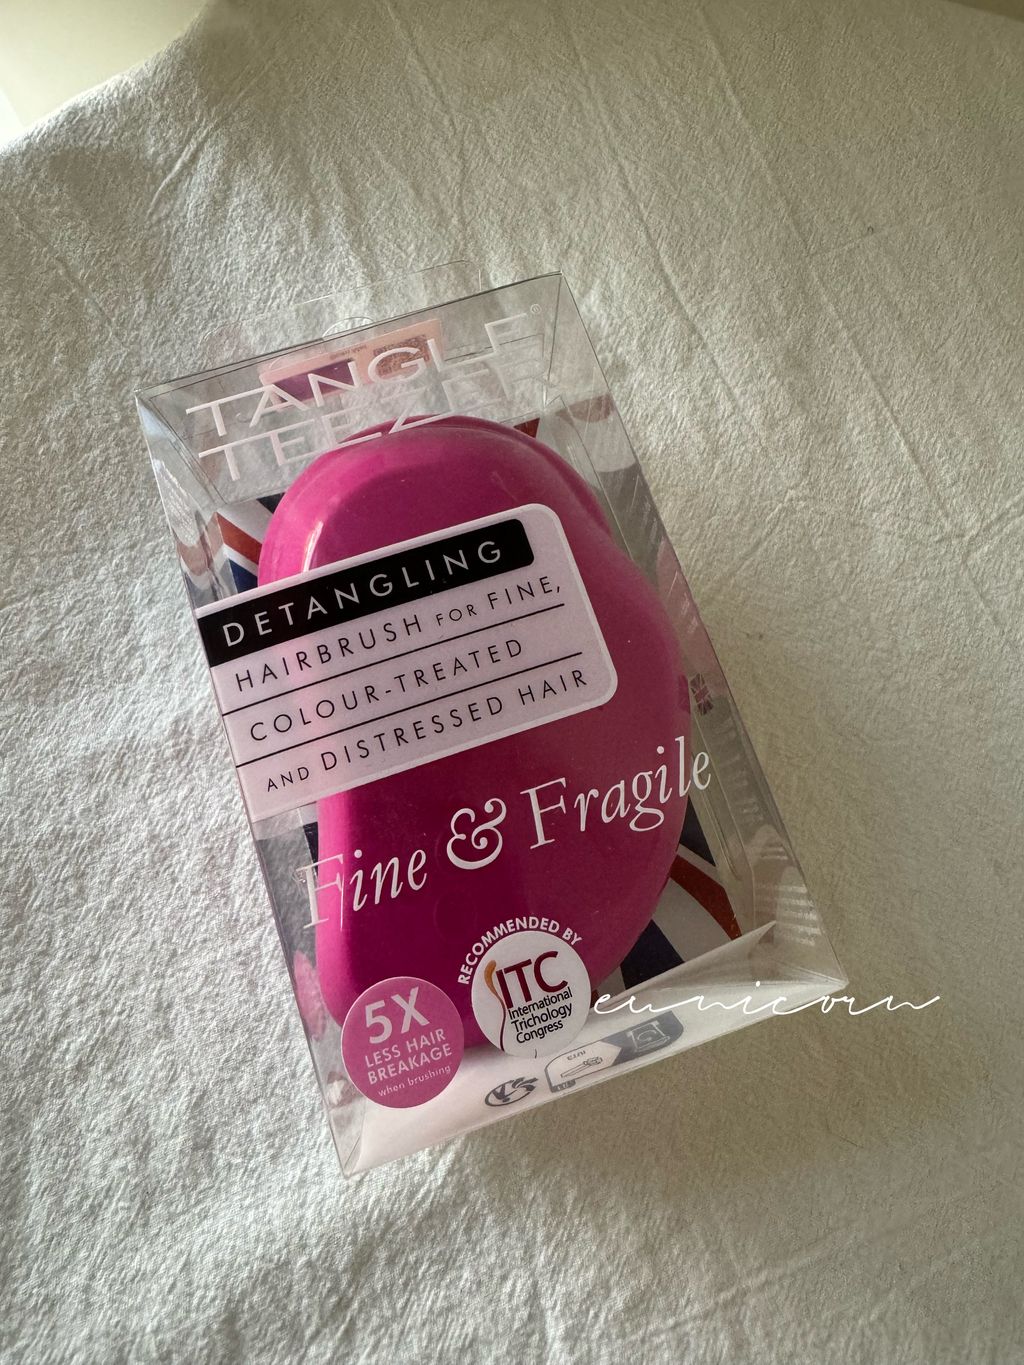 TANGLE
TEEZER®
DETANGLING
HAIRBRUSH FOR FINE,
COLOUR-TREATED
AND DISTRESSED HAIR
Fine & Fragile
RECOMMENDED BY
ITC
International
Trichology
Congress
5X
LESS HAIR
BREAKAGE
when brushing
eunicorn